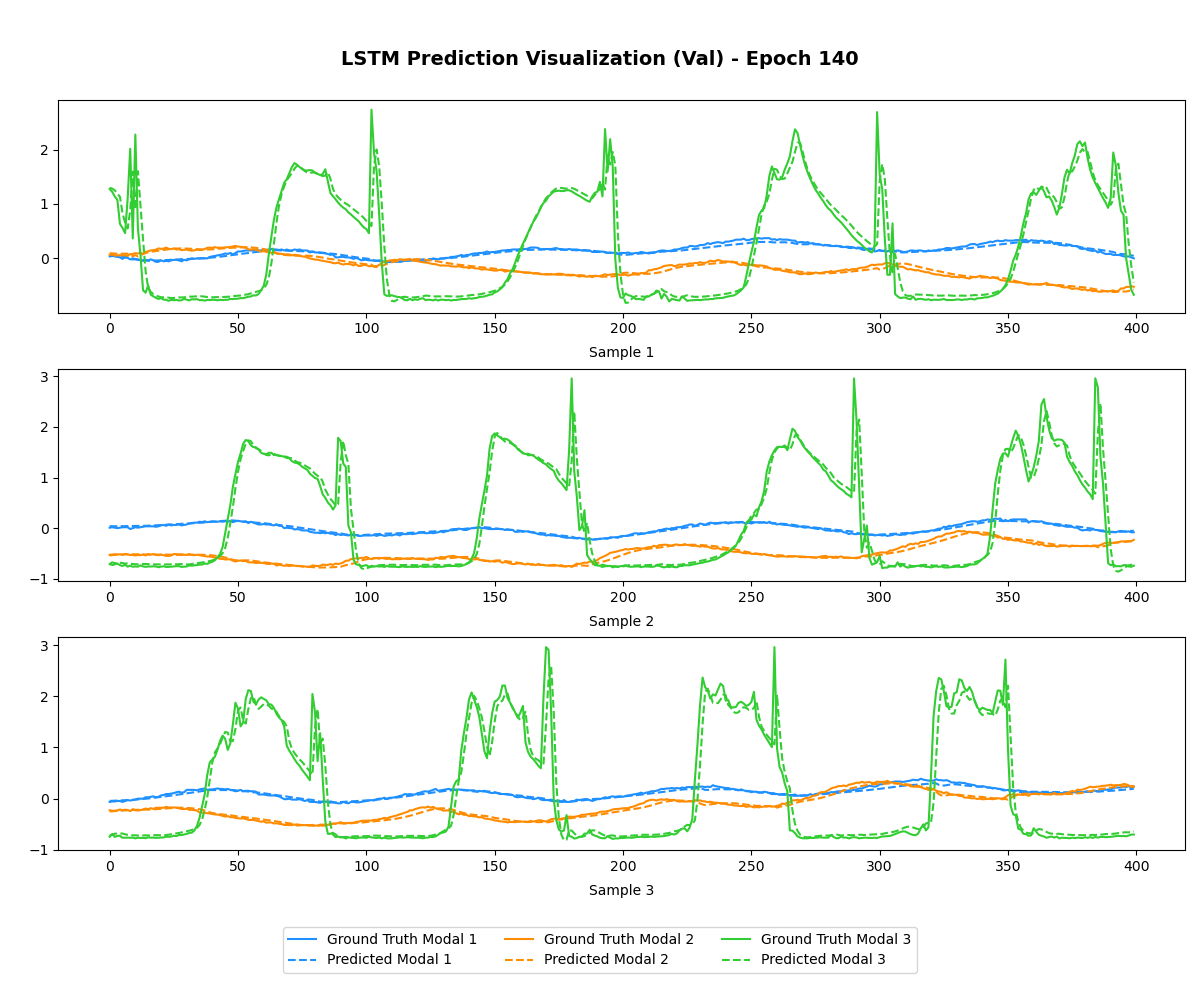 LSTM Prediction Visualization (Val) - Epoch 140
2
1
0
0 50 100 150 200 250 300 350 400
Sample 1
3
2
1
0
−1
0 50 100 150 200 250 300 350 400
Sample 2
3
2
1
0
−1
0 50 100 150 200 250 300 350 400
Sample 3
Ground Truth Modal 1 Ground Truth Modal 2 Ground Truth Modal 3
Predicted Modal 1 Predicted Modal 2 Predicted Modal 3